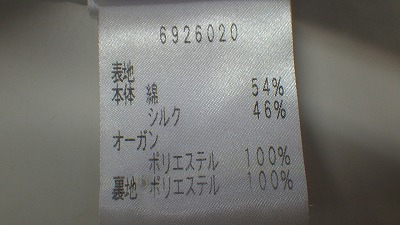 6926020
表地
本体 綿 54%
シルク 46%
オーガン
ポリエステル 100%
裏地 ポリエステル 100%